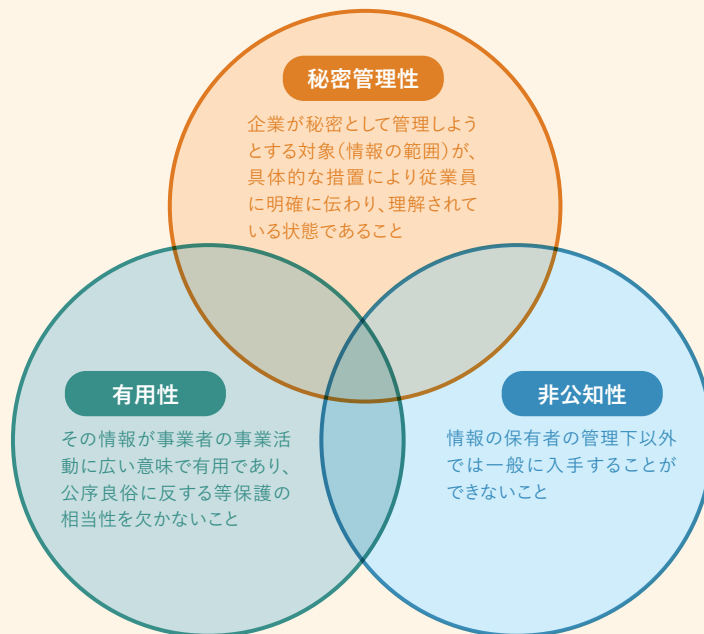 秘密管理性
企業が秘密として管理しよう
とする対象(情報の範囲)が、
具体的な措置により従業員
に明確に伝わり、理解されて
いる状態であること
有用性
その情報が事業者の事業活
動に広い意味で有用であり、
公序良俗に反する等保護の
相当性を欠かないこと
非公知性
情報の保有者の管理下以外
では一般に入手することが
できないこと